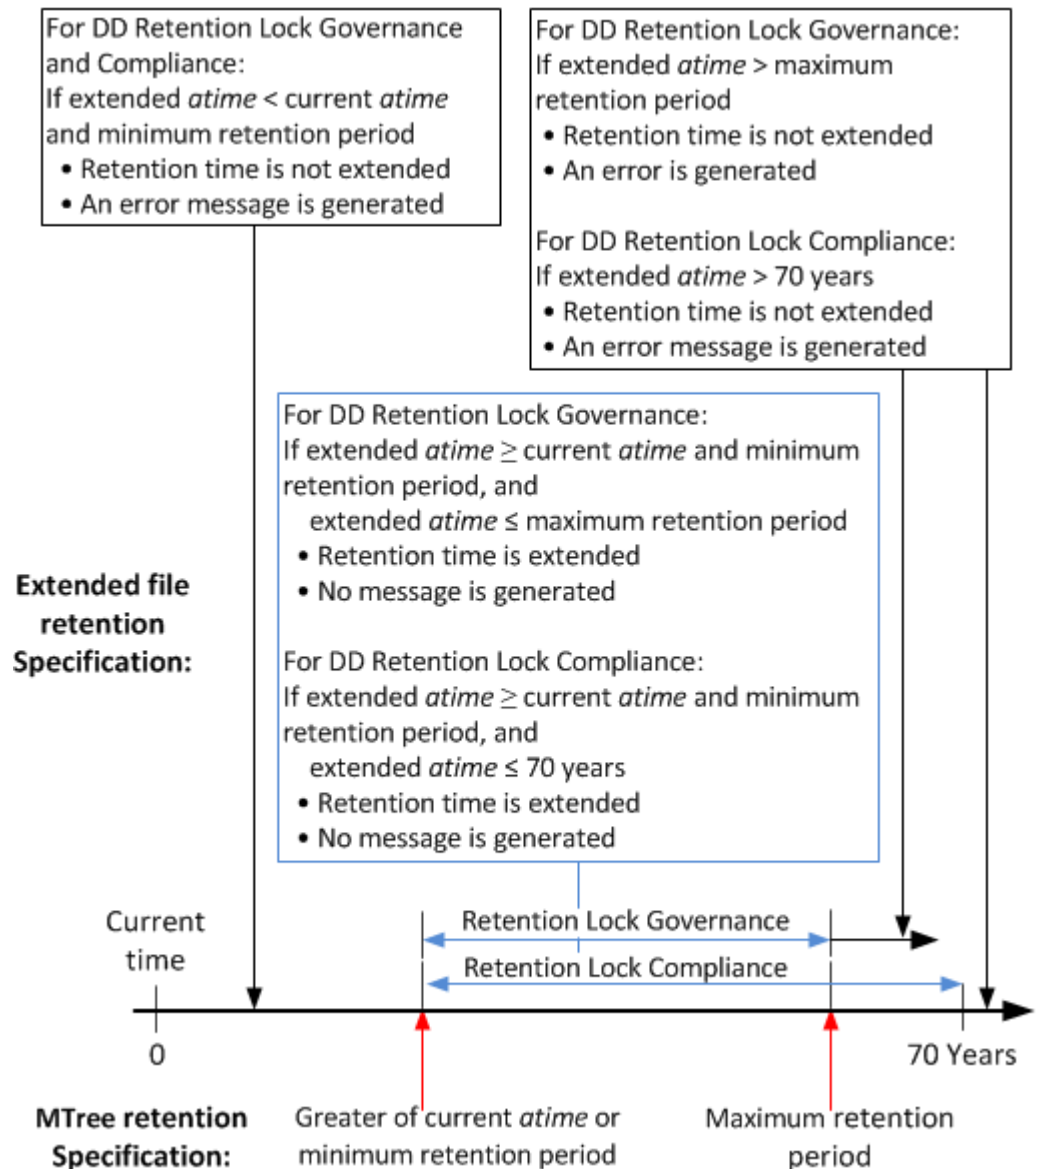 For DD Retention Lock Governance
and Compliance:
If extended atime < current atime
and minimum retention period
• Retention time is not extended
• An error message is generated
For DD Retention Lock Governance:
If extended atime > maximum
retention period
• Retention time is not extended
• An error is generated
For DD Retention Lock Compliance:
If extended atime > 70 years
• Retention time is not extended
• An error message is generated
For DD Retention Lock Governance:
If extended atime ≥ current atime and minimum
retention period, and
extended atime ≤ maximum retention period
• Retention time is extended
• No message is generated
For DD Retention Lock Compliance:
If extended atime ≥ current atime and minimum
retention period, and
extended atime ≤ 70 years
• Retention time is extended
• No message is generated
Extended file
retention
Specification:
Current
time
Retention Lock Governance
Retention Lock Compliance
0
70 Years
MTree retention
Specification:
Greater of current atime or
minimum retention period
Maximum retention
period